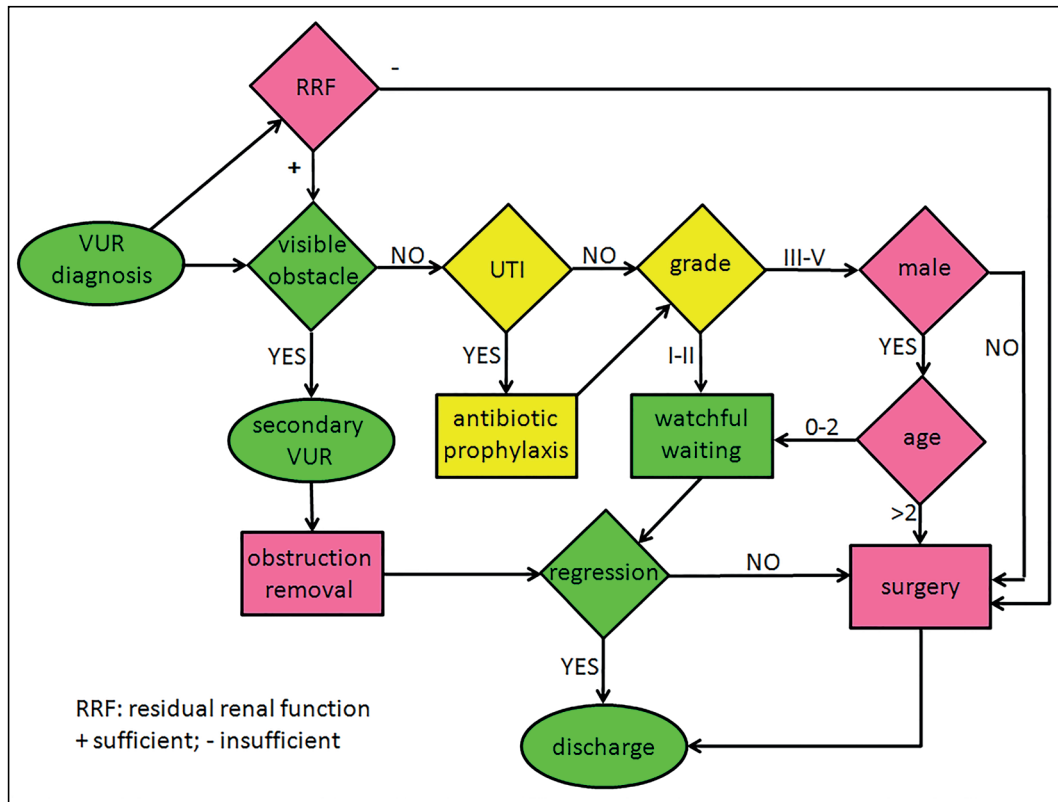 RRF
-
+
VUR
diagnosis
visible
obstacle
NO
UTI
NO
grade
III-V
male
YES
YES
I-II
YES
NO
secondary
VUR
antibiotic
prophylaxis
watchful
waiting
0-2
age
>2
obstruction
removal
regression
NO
surgery
YES
RRF: residual renal function
+ sufficient; - insufficient
discharge